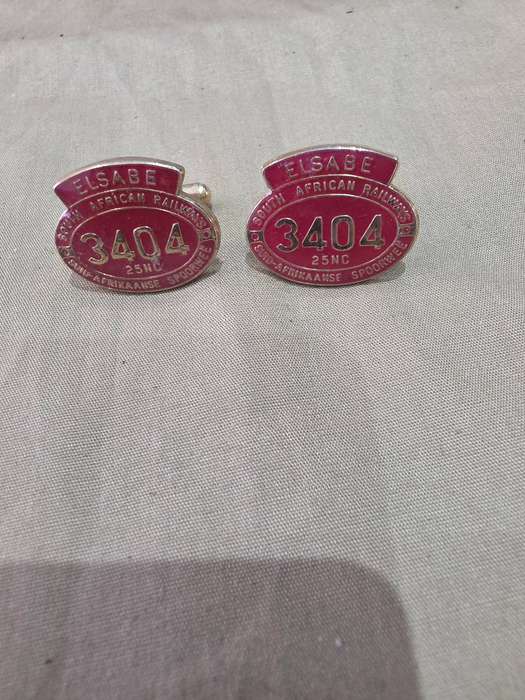 ELSABE
SOUTH AFRICAN RAILWAYS
3404
25NC
SUID-AFRIKAANSE SPOORWEË
ELSABE
SOUTH AFRICAN RAILWAYS
3404
25NC
SUID-AFRIKAANSE SPOORWEË